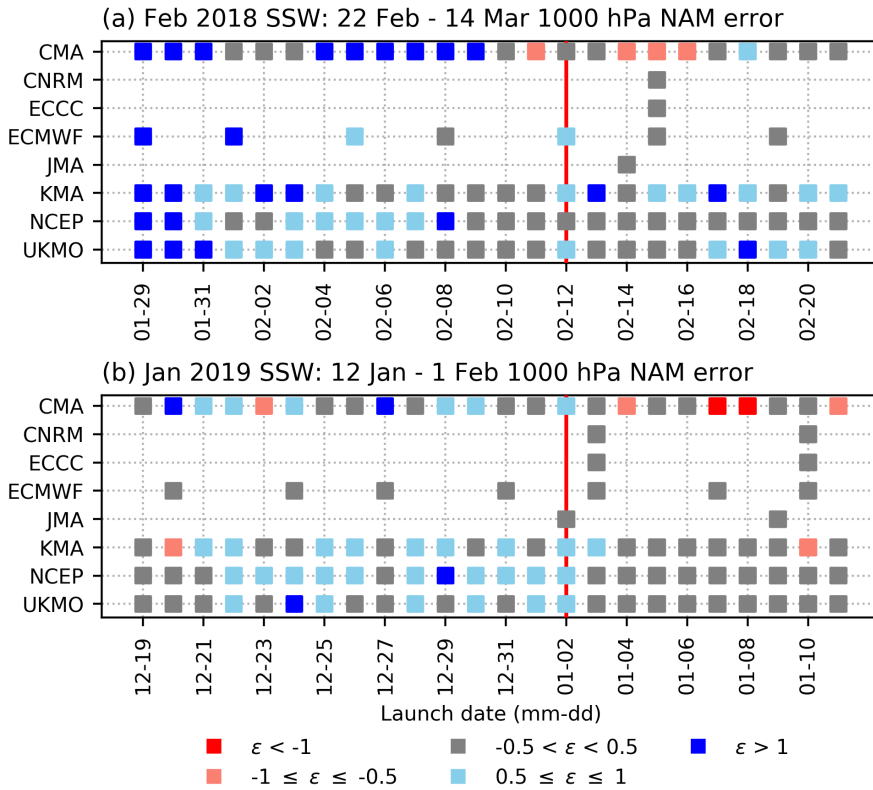 (a) Feb 2018 SSW: 22 Feb - 14 Mar 1000 hPa NAM error
CMA
CNRM
ECCC
ECMWF
JMA
KMA
NCEP
UKMO
01-29 01-31 02-02 02-04 02-06 02-08 02-10 02-12 02-14 02-16 02-18 02-20
(b) Jan 2019 SSW: 12 Jan - 1 Feb 1000 hPa NAM error
CMA
CNRM
ECCC
ECMWF
JMA
KMA
NCEP
UKMO
12-19 12-21 12-23 12-25 12-27 12-29 12-31 01-02 01-04 01-06 01-08 01-10
Launch date (mm-dd)
ε < -1 -0.5 < ε < 0.5 ε > 1
-1 ≤ ε ≤ -0.5 0.5 ≤ ε ≤ 1